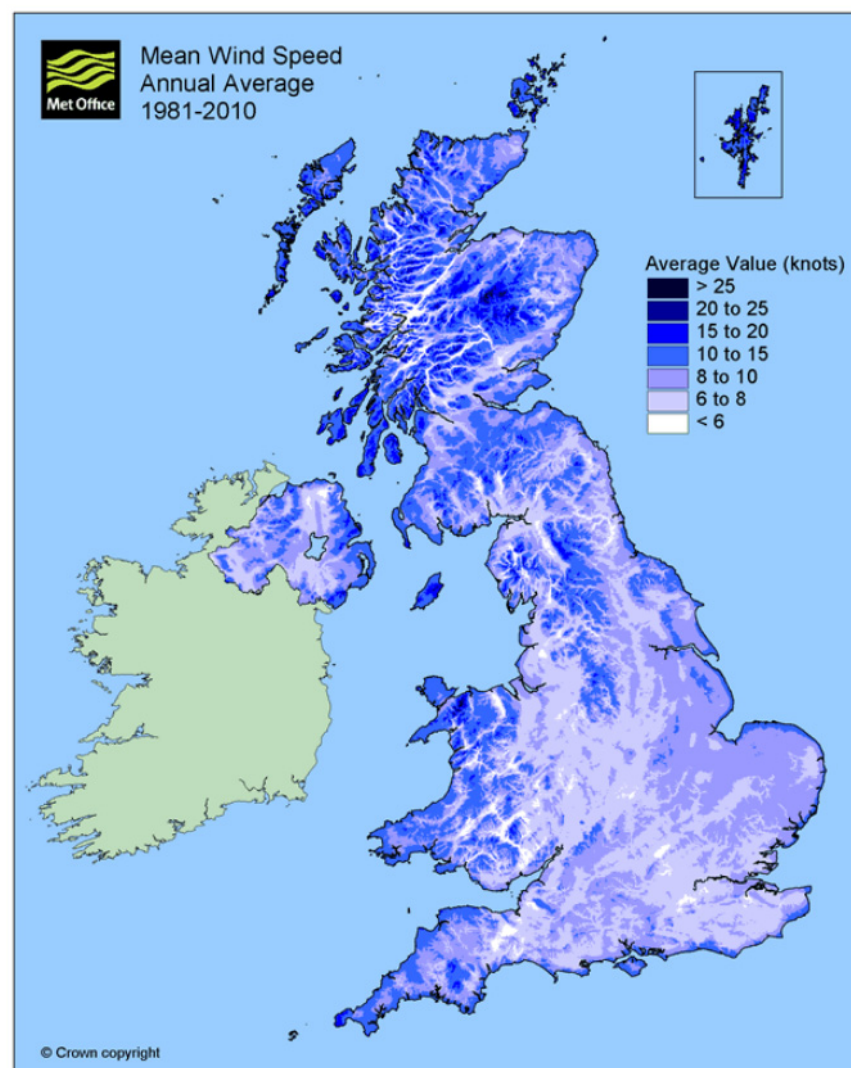 Met Office
Mean Wind Speed
Annual Average
1981-2010
Average Value (knots)
> 25
20 to 25
15 to 20
10 to 15
8 to 10
6 to 8
< 6
© Crown copyright